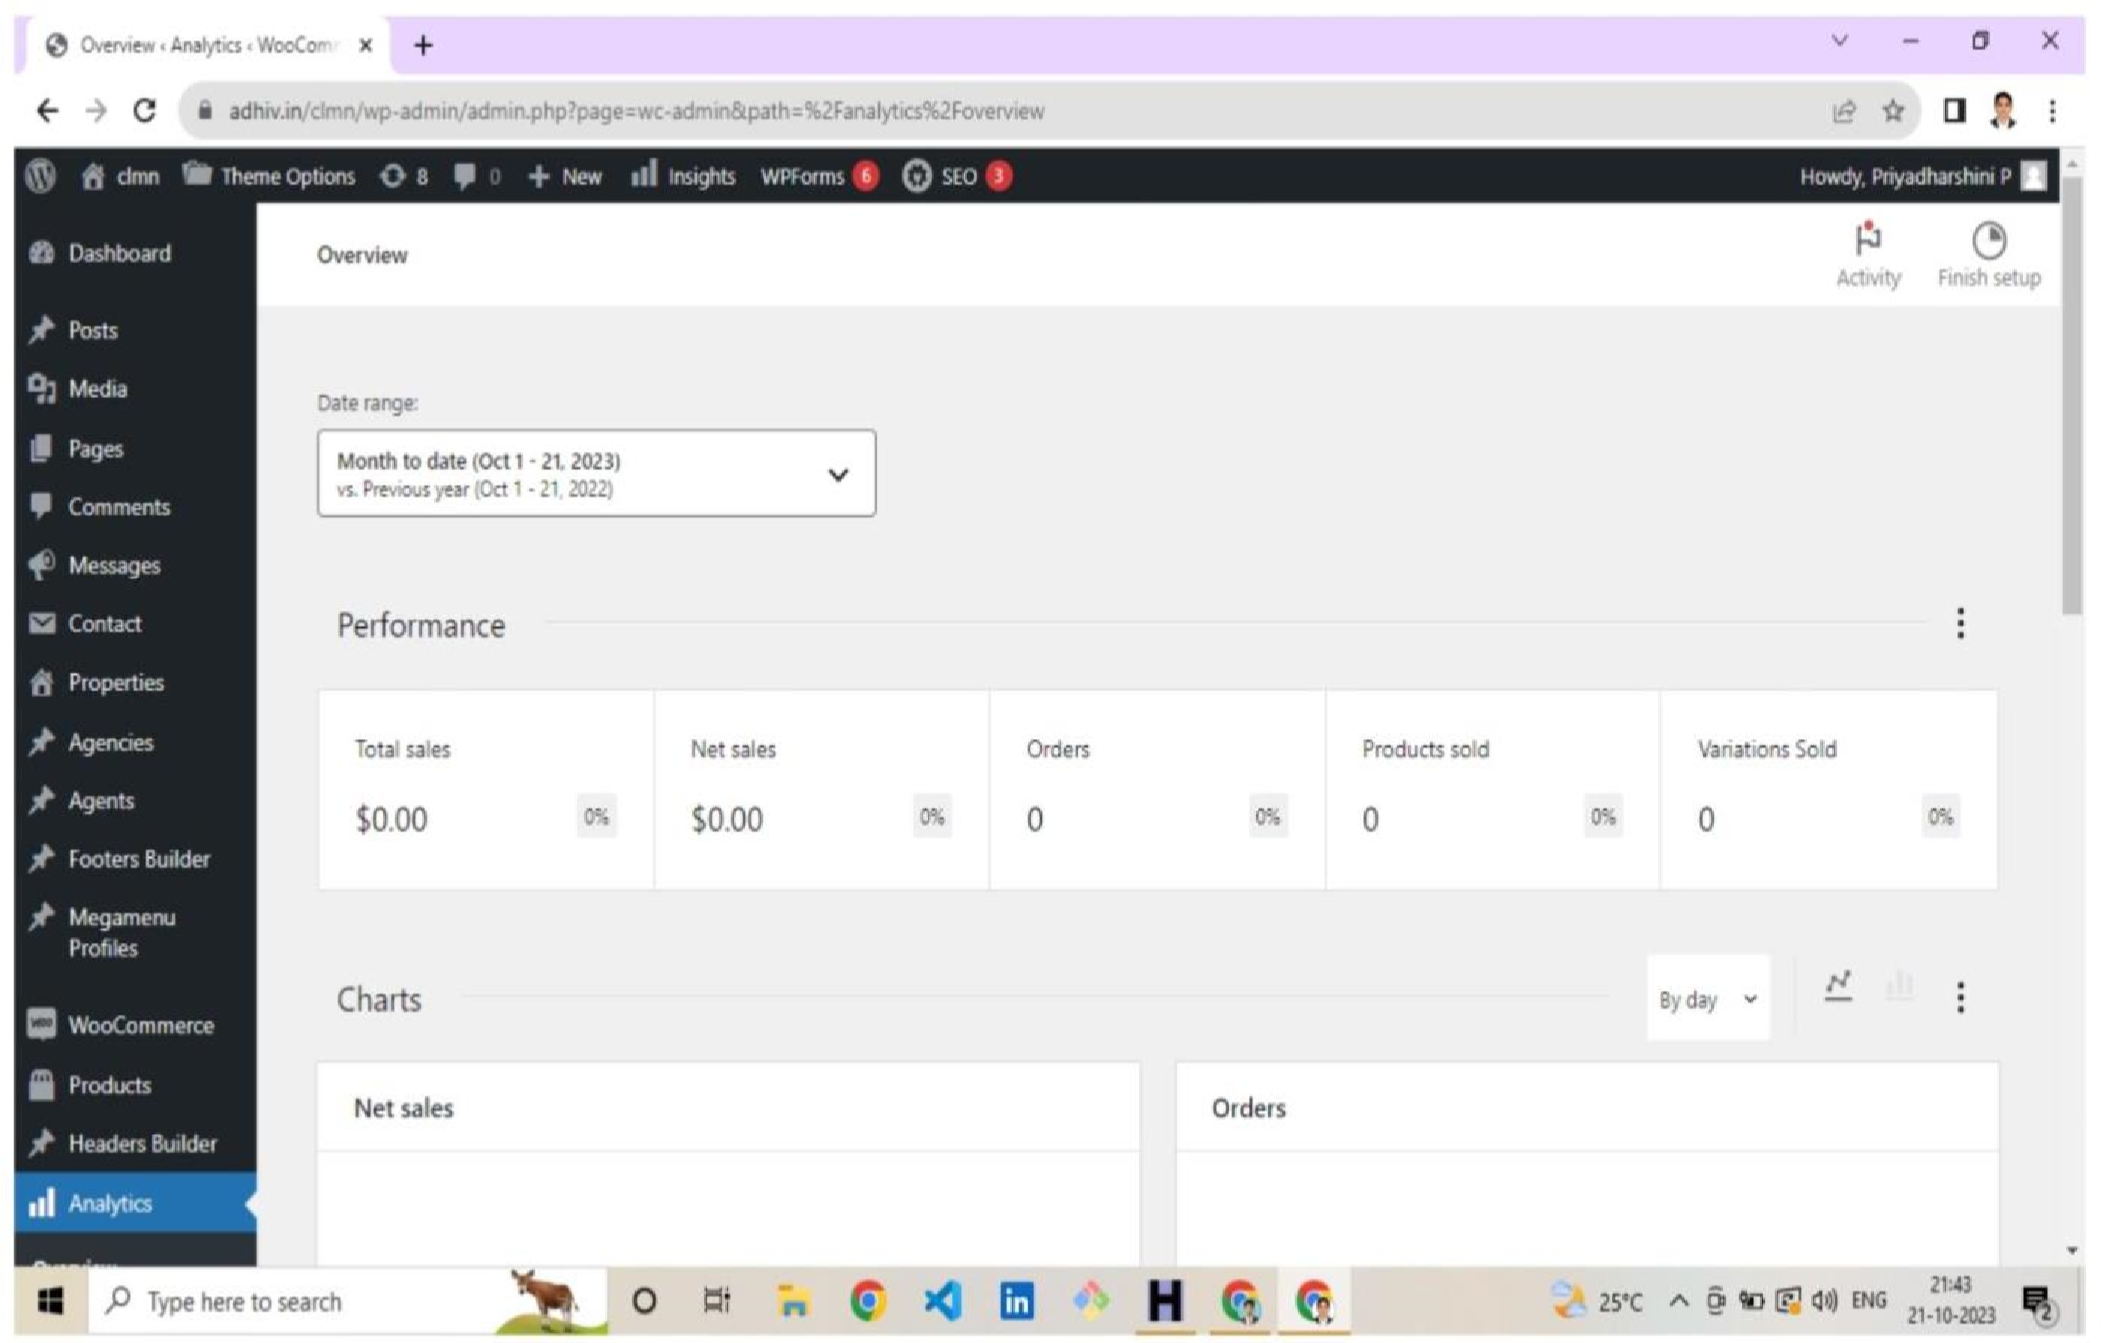 Overview ‹ Analytics ‹ WooCom
adhiv.in/clmn/wp-admin/admin.php?page=wc-admin&path=%2Fanalytics%2Foverview
clmn Theme Options 8 0 New Insights WPForms 6 SEO 3 Howdy, Priyadharshini P
Dashboard
Posts
Media
Pages
Comments
Messages
Contact
Properties
Agencies
Agents
Footers Builder
Megamenu
Profiles
WooCommerce
Products
Headers Builder
Analytics
Overview
Activity
Finish setup
Date range:
Month to date (Oct 1 - 21, 2023)
vs. Previous year (Oct 1 - 21, 2022)
Performance
Total sales
$0.00 0%
Net sales
$0.00 0%
Orders
0 0%
Products sold
0 0%
Variations Sold
0 0%
Charts
By day
Net sales
Orders
Type here to search
25°C
ENG
21:43
21-10-2023
2